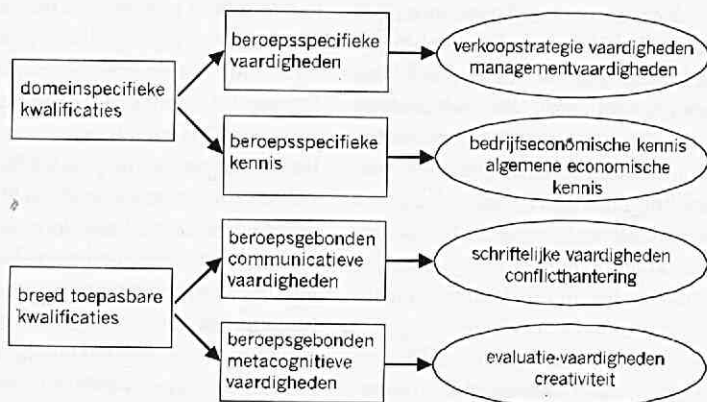 domeinspecifieke
kwalificaties
beroepsspecifieke
vaardigheden
verkoopstrategie vaardigheden
managementvaardigheden
beroepsspecifieke
kennis
bedrijfseconomische kennis
algemene economische
kennis
breed toepasbare
kwalificaties
beroepsgebonden
communicatieve
vaardigheden
schriftelijke vaardigheden
conflicthantering
beroepsgebonden
metacognitieve
vaardigheden
evaluatie-vaardigheden
creativiteit